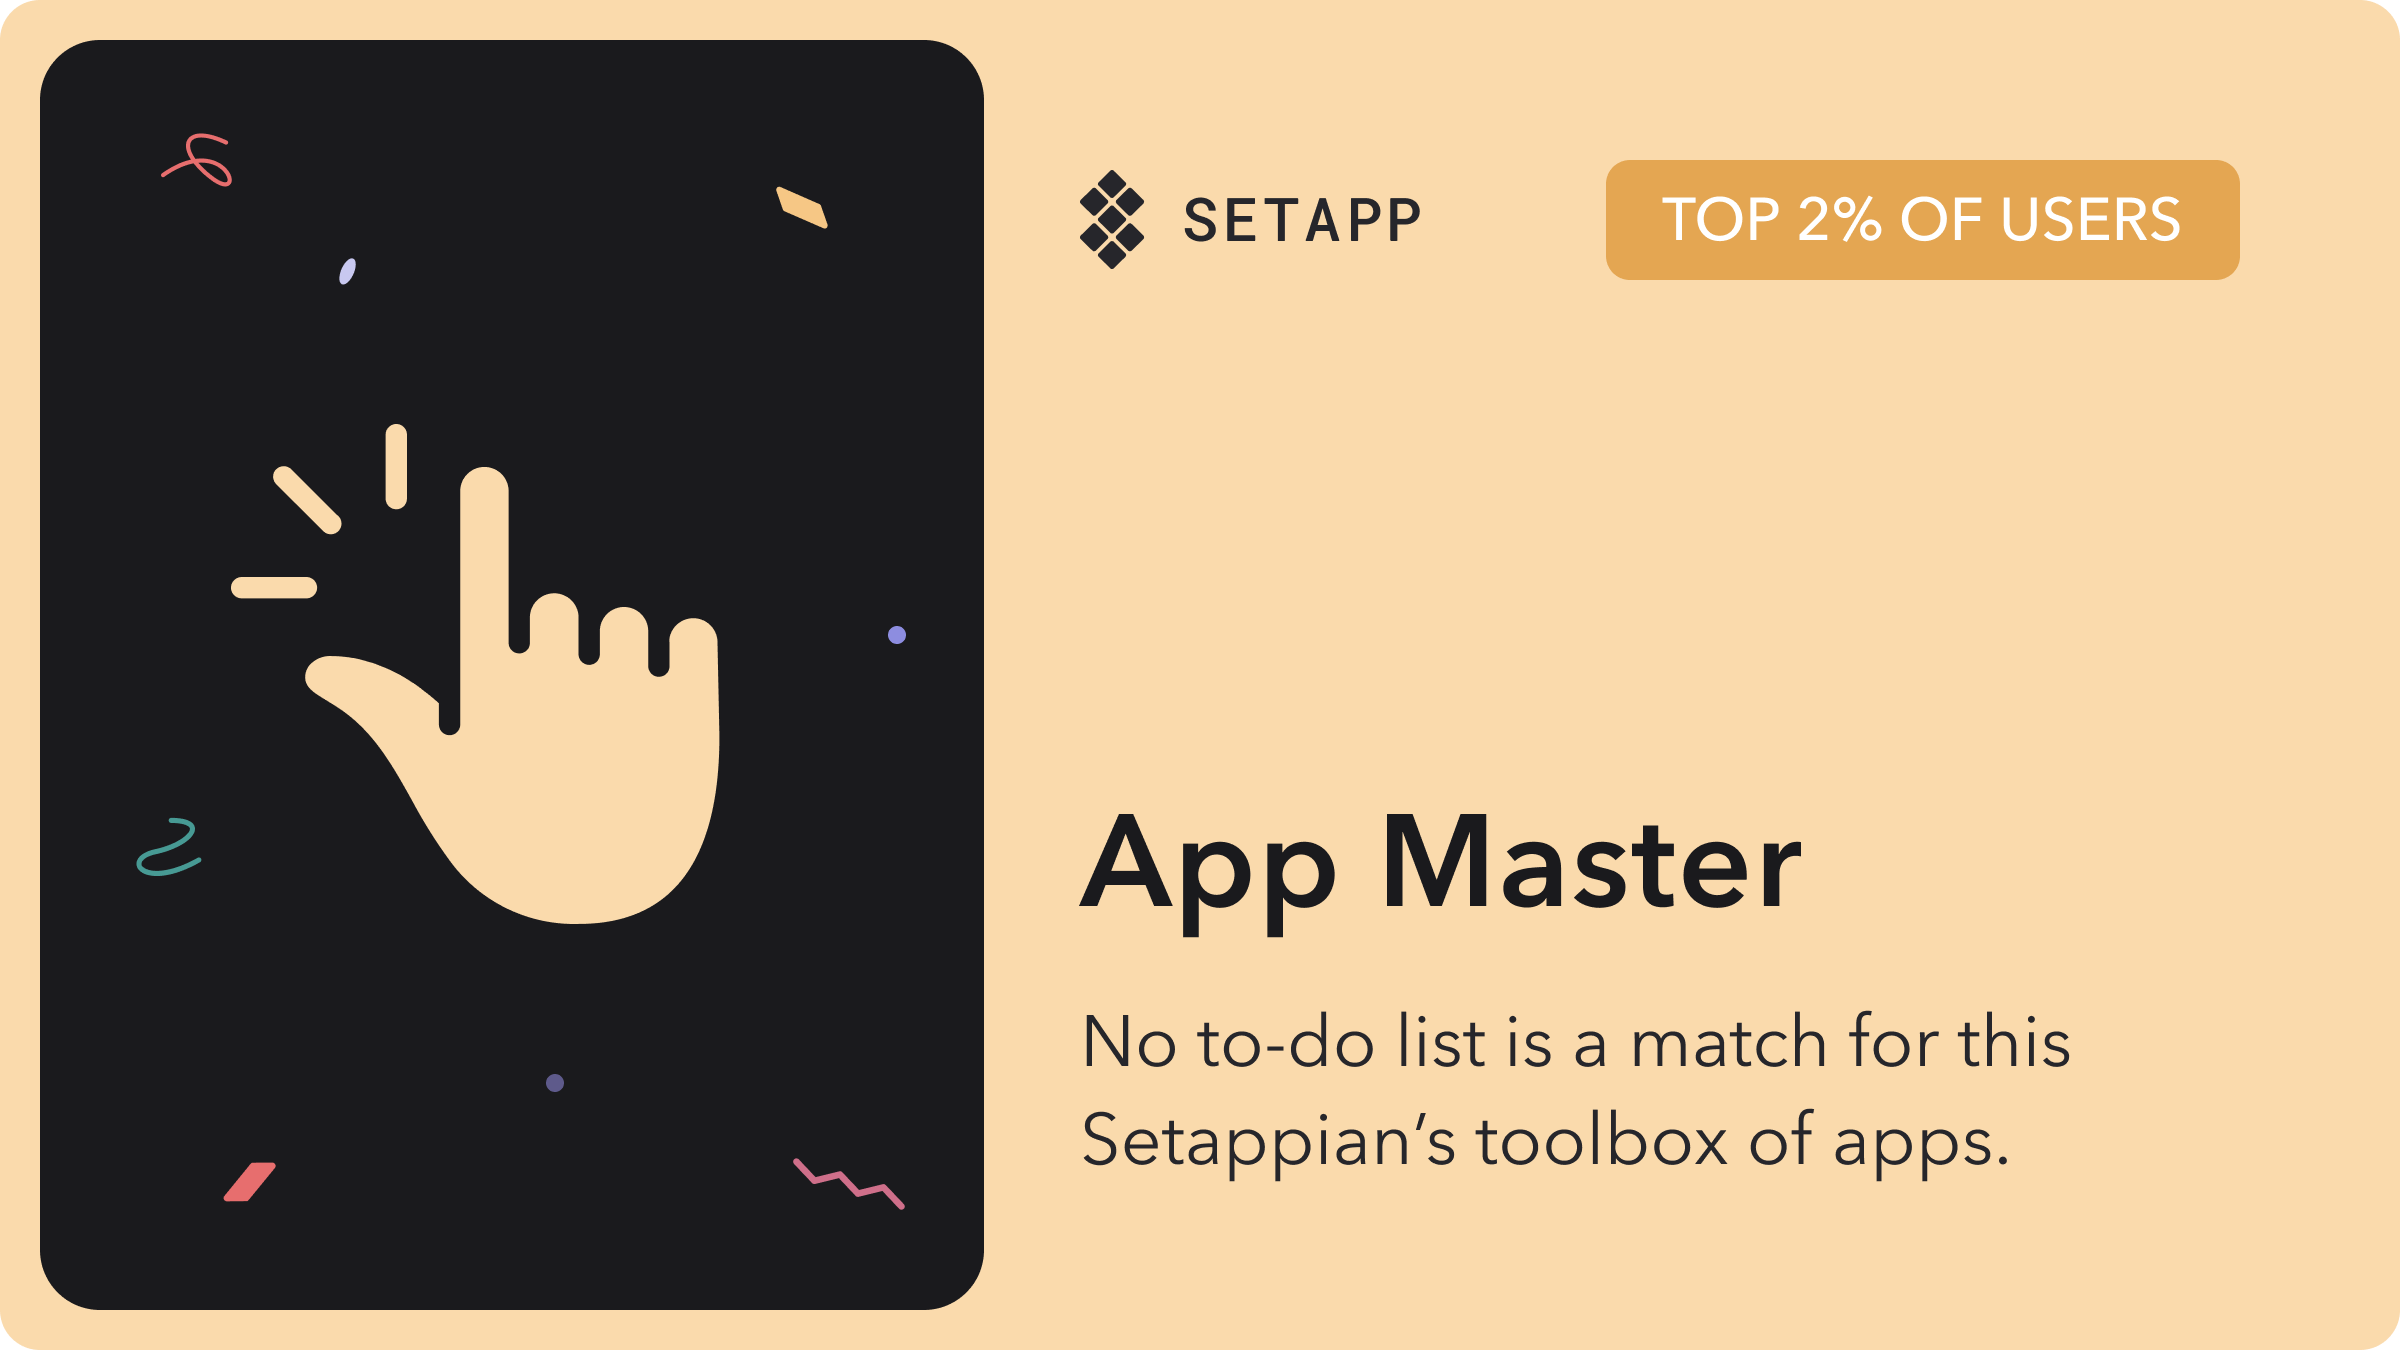 SETAPP
TOP 2% OF USERS
App Master
No to-do list is a match for this
Setappian’s toolbox of apps.